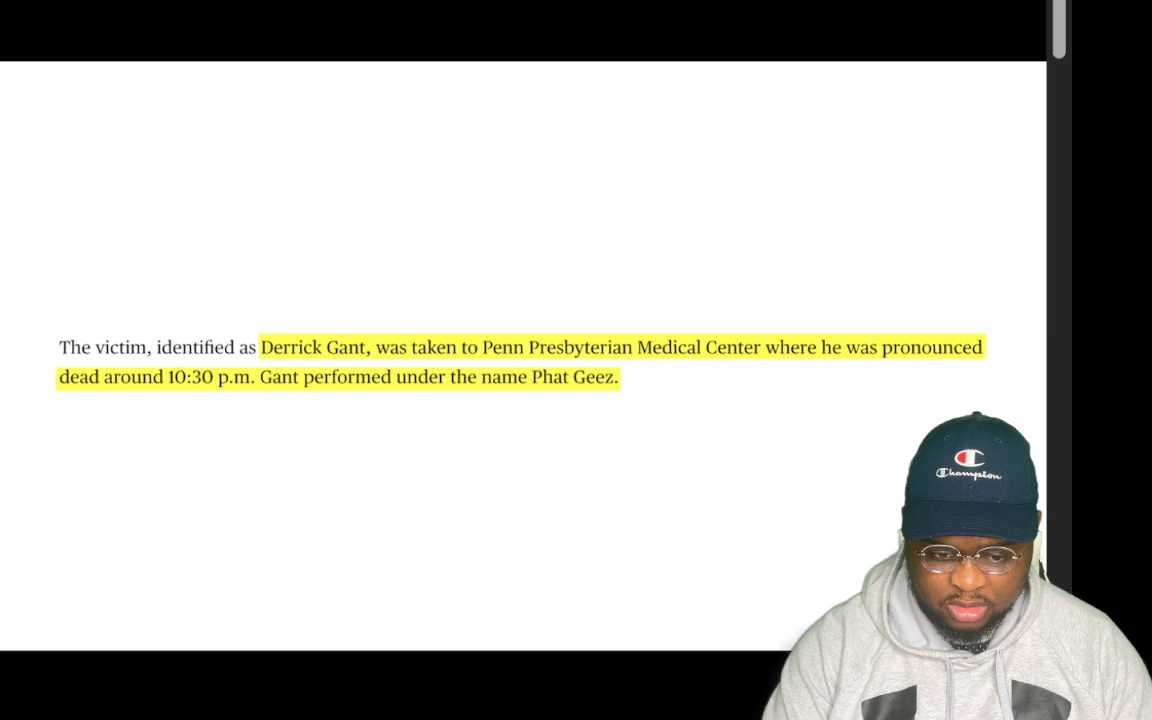 The victim, identified as Derrick Gant, was taken to Penn Presbyterian Medical Center where he was pronounced
dead around 10:30 p.m. Gant performed under the name Phat Geez.
Champion